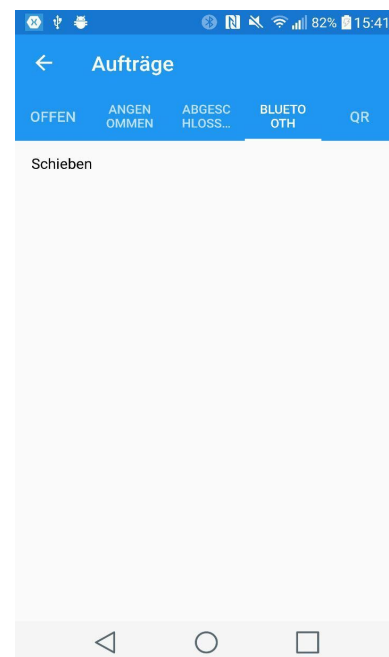 82% 15:41
Aufträge
OFFEN
ANGEN
OMMEN
ABGESC
HLOSS...
BLUETO
OTH
QR
Schieben